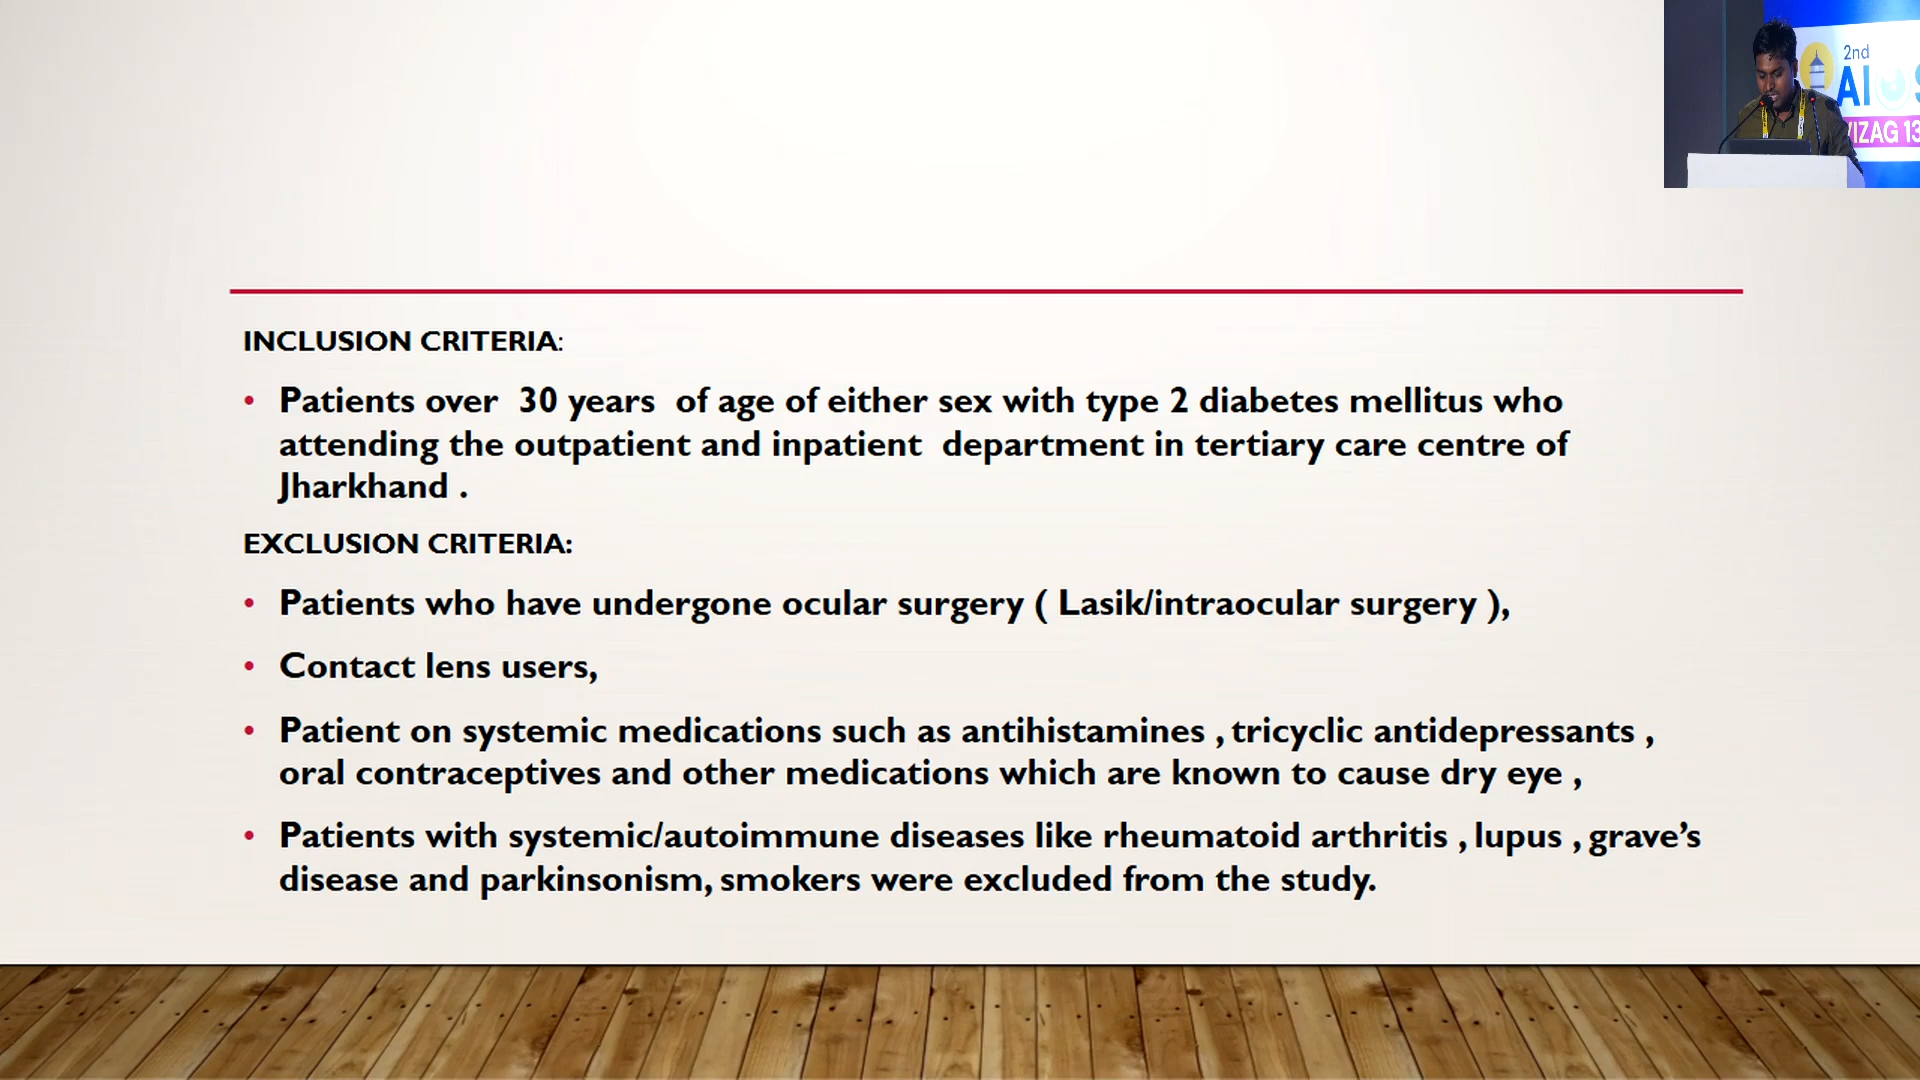 2nd
AI
VIZAG 13
INCLUSION CRITERIA:
• Patients over 30 years of age of either sex with type 2 diabetes mellitus who
attending the outpatient and inpatient department in tertiary care centre of
Jharkhand .
EXCLUSION CRITERIA:
• Patients who have undergone ocular surgery ( Lasik/intraocular surgery ),
• Contact lens users,
• Patient on systemic medications such as antihistamines , tricyclic antidepressants ,
oral contraceptives and other medications which are known to cause dry eye ,
• Patients with systemic/autoimmune diseases like rheumatoid arthritis , lupus , grave’s
disease and parkinsonism, smokers were excluded from the study.